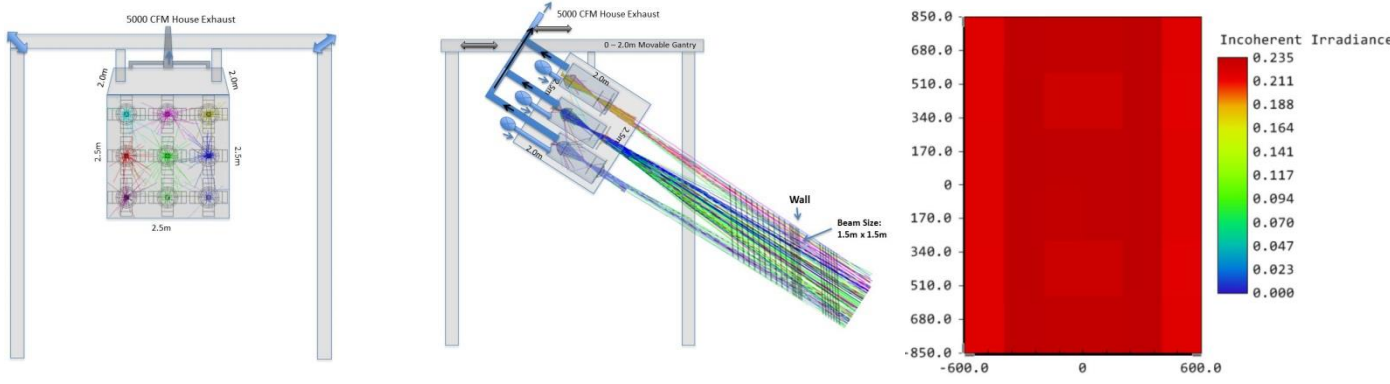 5000 CFM House Exhaust
2.0m
2.0m
2.5m
2.5m
2.5m
5000 CFM House Exhaust
0 – 2.0m Movable Gantry
2.0m
2.5m
2.5m
2.0m
Wall
Beam Size:
1.5m x 1.5m
850.0
680.0
510.0
340.0
170.0
0
170.0
340.0
510.0
680.0
-850.0
-600.0
0
600.0
Incoherent Irradiance
0.235
0.211
0.188
0.164
0.141
0.117
0.094
0.070
0.047
0.023
0.000